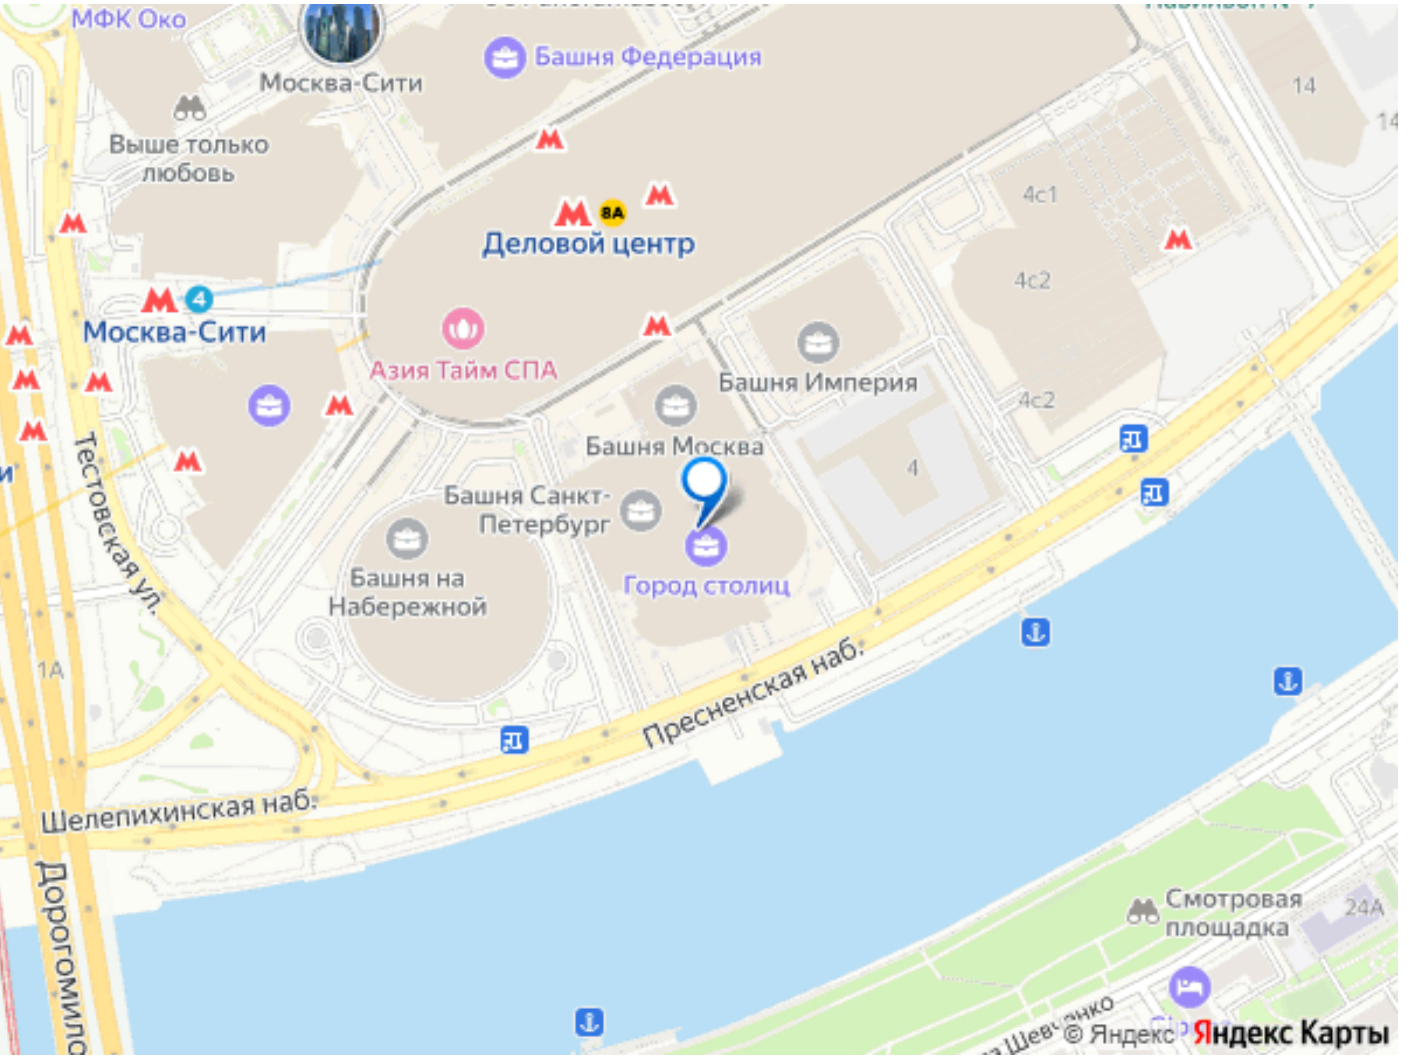 МФК Око
Башня Федерация
Москва-Сити
Выше только
любовь
14
14
4с1
8А
Деловой центр
4с2
4
Москва-Сити
Азия Тайм СПА
Башня Империя
4с2
Башня Москва
Тестовская ул.
и
4
Башня Санкт-
Петербург
Башня на
Набережной
Город столиц
1А
Пресненская наб.
Шелепихинская наб.
Дорогомило
Смотровая
площадка
24А
Шевченко
© Яндекс
Яндекс Карты